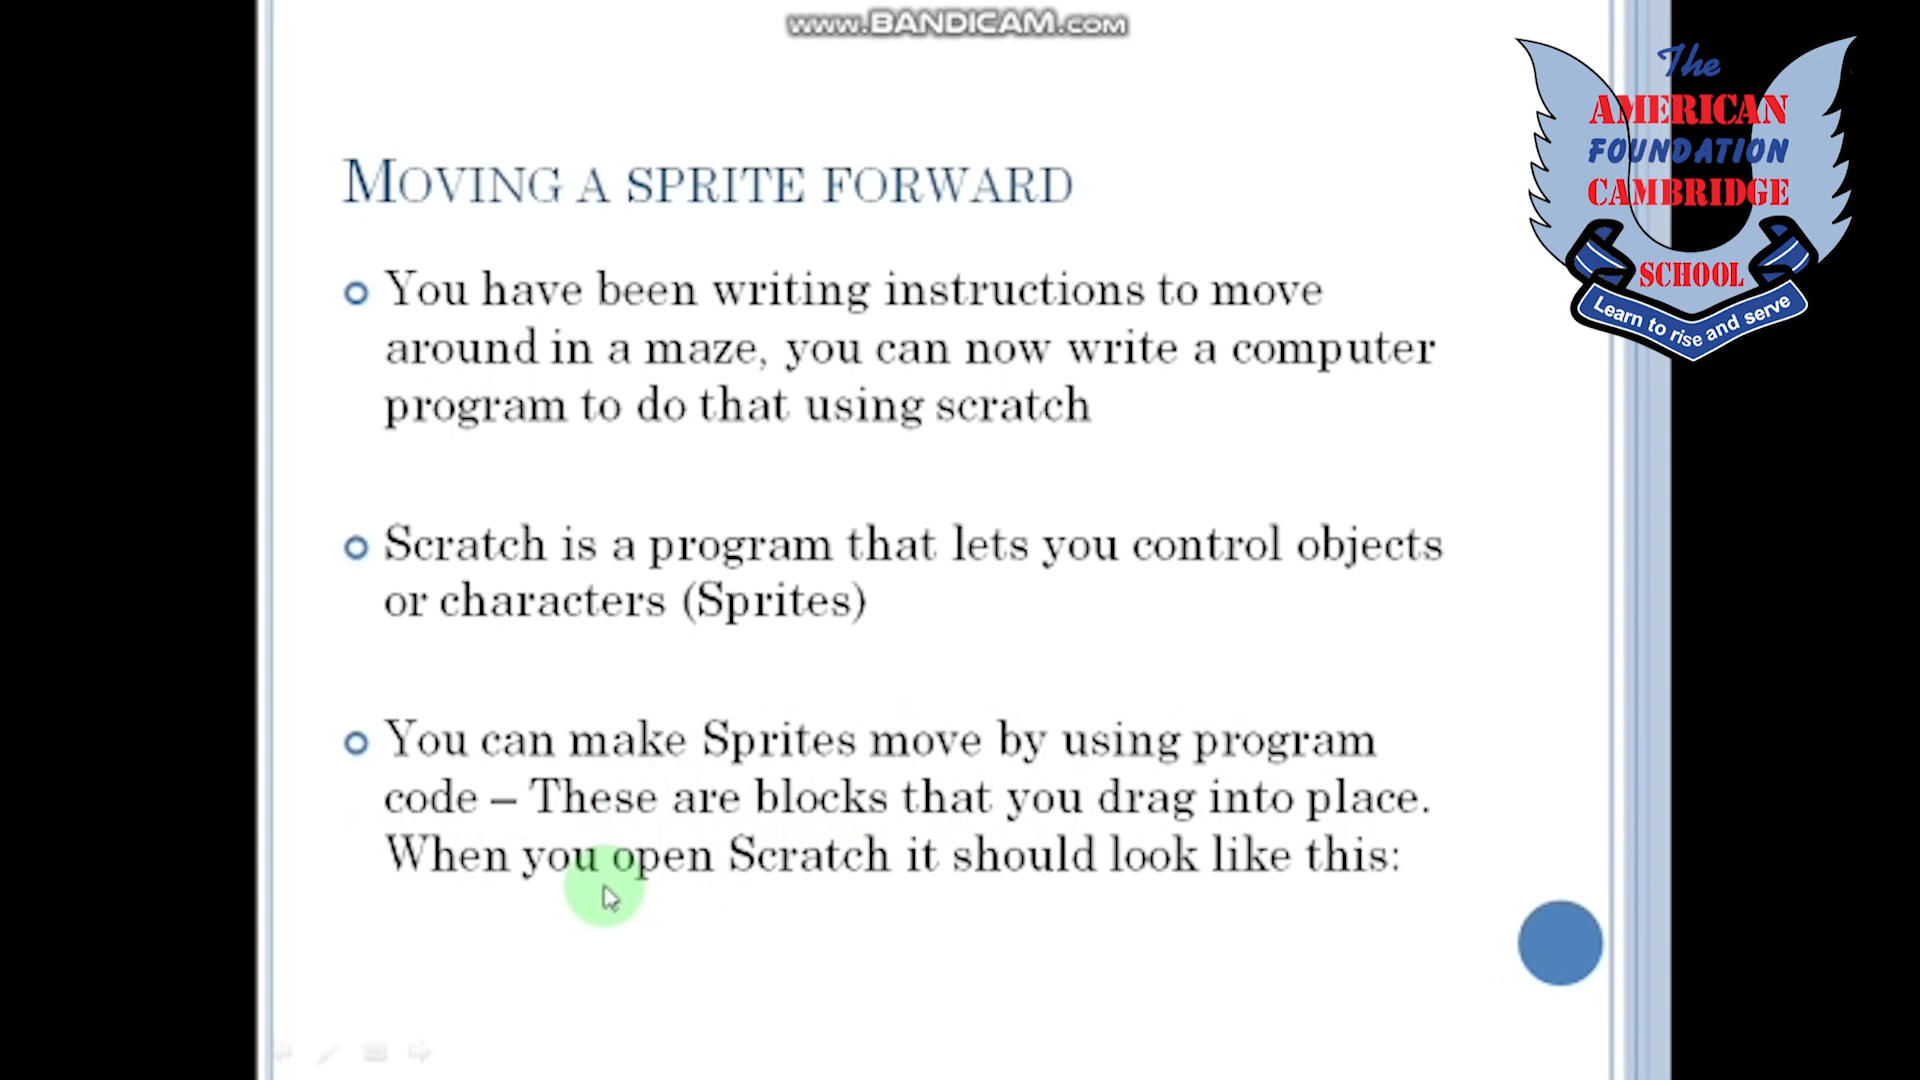 www.BANDICAM.com
The
AMERICAN
FOUNDATION
CAMBRIDGE
SCHOOL
Learn to rise and serve
MOVING A SPRITE FORWARD
You have been writing instructions to move
around in a maze, you can now write a computer
program to do that using scratch
Scratch is a program that lets you control objects
or characters (Sprites)
You can make Sprites move by using program
code – These are blocks that you drag into place.
When you open Scratch it should look like this: